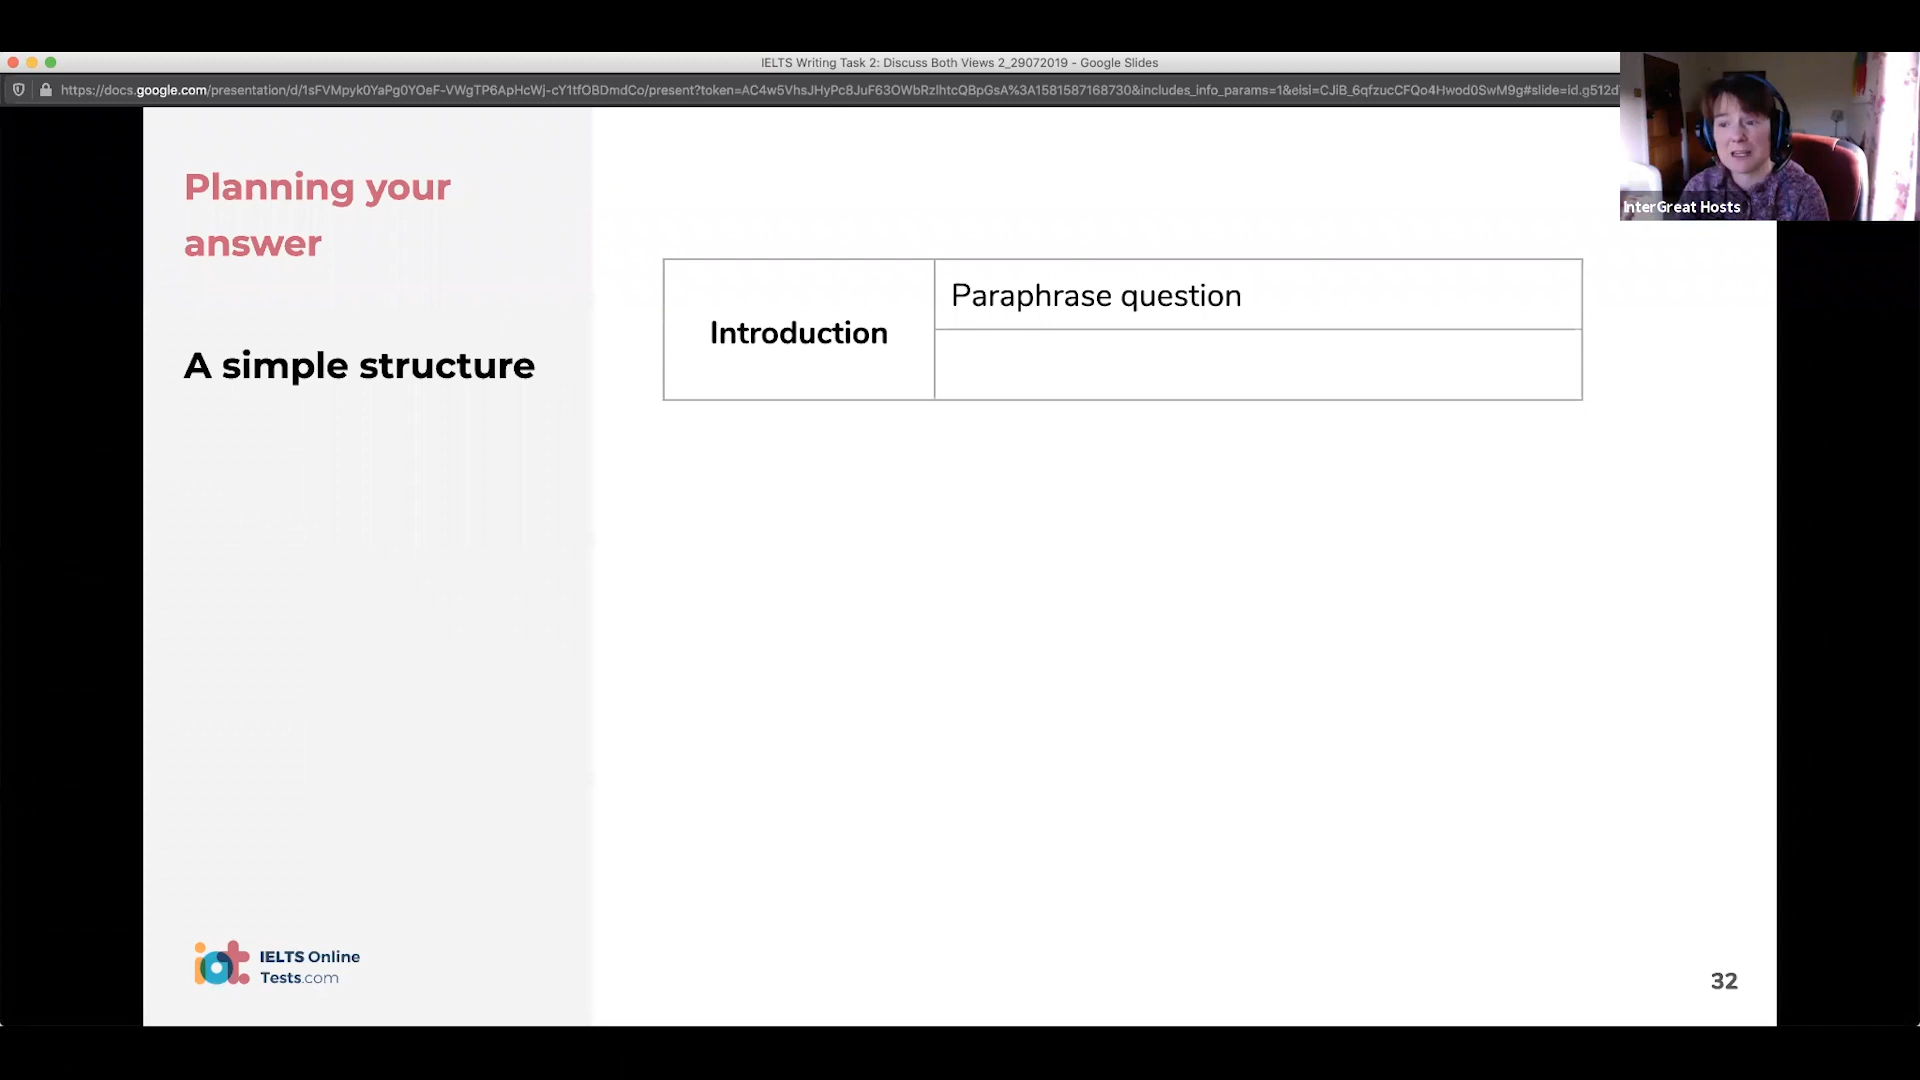 IELTS Writing Task 2: Discuss Both Views 2_29072019 - Google Slides
https://docs.google.com/presentation/d/1sFVMpyk0YaPg0YOeF-VWgTP6ApHcWj-cY1tfOBDmdCo/present?token=AC4w5VhsJHyPc8JuF63OWbRzlhtcQBpGsA%3A1581587168730&includes_info_params=1&eisi=CJiB_6qfzucCFQo4Hwod0SwM9g#slide=id.g512d
InterGreat Hosts
Planning your
answer
A simple structure
Introduction
Paraphrase question
iot
IELTS Online
Tests.com
32